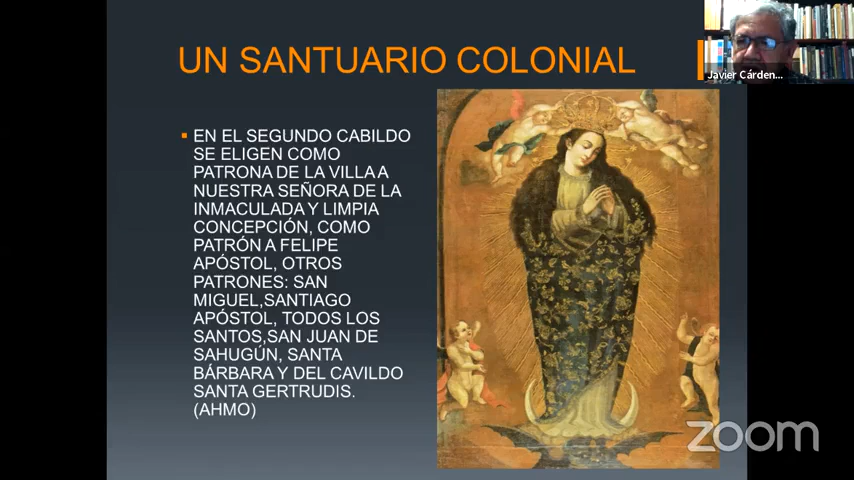 UN SANTUARIO COLONIAL
Javier Cárden...
EN EL SEGUNDO CABILDO
SE ELIGEN COMO
PATRONA DE LA VILLA A
NUESTRA SEÑORA DE LA
INMACULADA Y LIMPIA
CONCEPCIÓN, COMO
PATRÓN A FELIPE
APÓSTOL, OTROS
PATRONES: SAN
MIGUEL,SANTIAGO
APÓSTOL, TODOS LOS
SANTOS,SAN JUAN DE
SAHUGÚN, SANTA
BÁRBARA Y DEL CAVILDO
SANTA GERTRUDIS.
(AHMO)
zoom